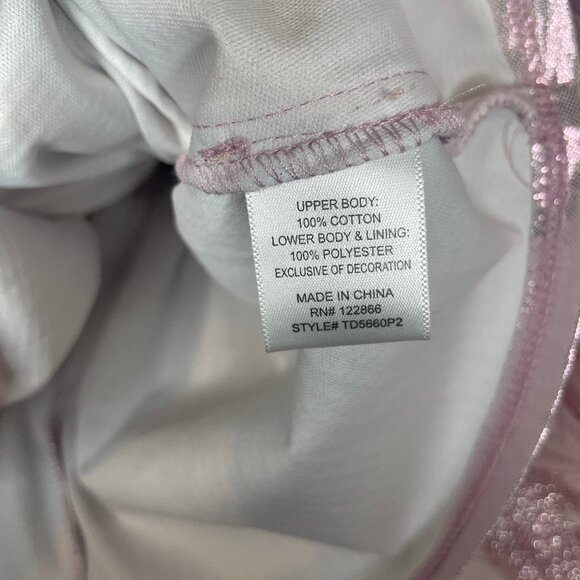 UPPER BODY:
100% COTTON
LOWER BODY & LINING:
100% POLYESTER
EXCLUSIVE OF DECORATION
MADE IN CHINA
RN# 122866
STYLE# TD5660P2